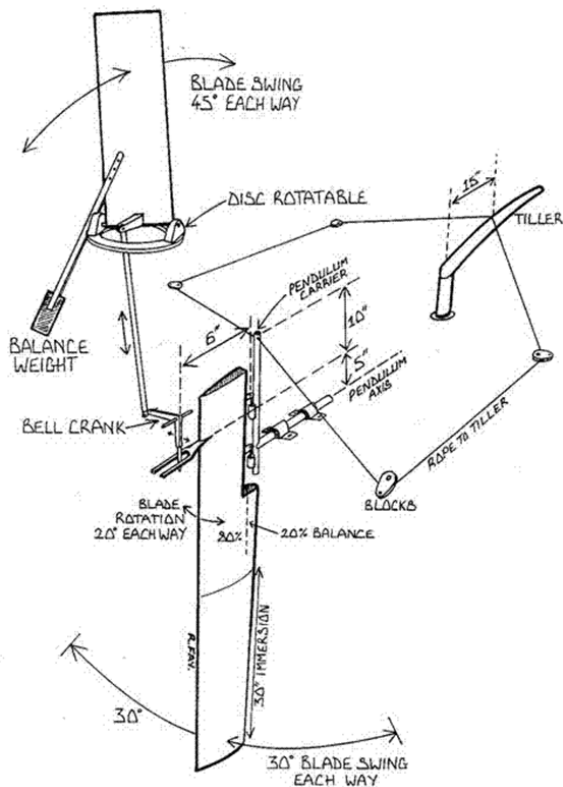 BLADE SWING
45° EACH WAY
15"
DISC ROTATABLE
TILLER
PENDULUM
CARRIER
6"
10"
BALANCE
WEIGHT
5"
PENDULUM
AXIS
BELL CRANK
ROPE TO TILLER
BLOCKS
BLADE
ROTATION
20° EACH WAY
80%
20% BALANCE
30" IMMERSION
R.FAY.
30°
30° BLADE SWING
EACH WAY